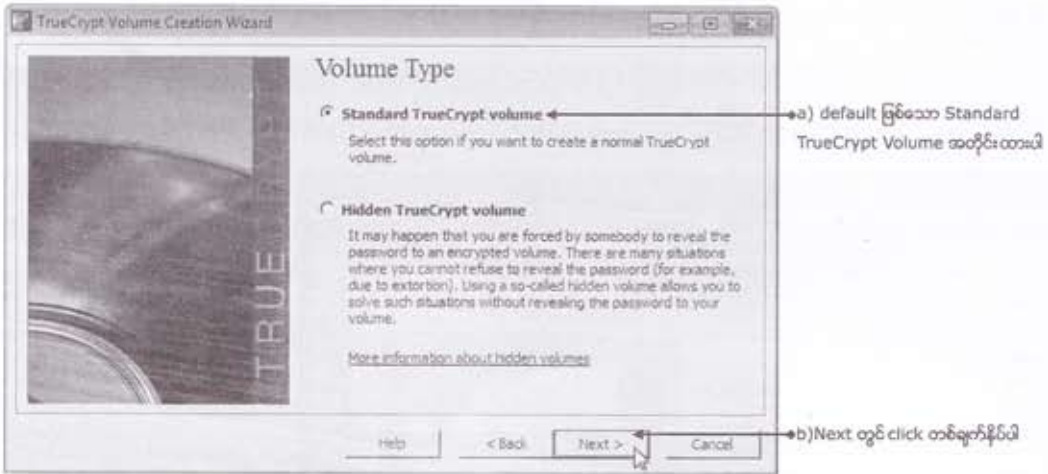 TrueCrypt Volume Creation Wizard
Volume Type
Standard TrueCrypt volume
Select this option if you want to create a normal TrueCrypt
volume.
Hidden TrueCrypt volume
It may happen that you are forced by somebody to reveal the
password to an encrypted volume. There are many situations
where you cannot refuse to reveal the password (for example,
due to extortion). Using a so-called hidden volume allows you to
solve such situations without revealing the password to your
volume.
More information about hidden volumes
TRUE
Help
< Back
Next >
Cancel
a) default ဖြစ်သော Standard
TrueCrypt Volume အတိုင်းထားပါ
b)Next တွင် click တစ်ချက်နှိပ်ပါ